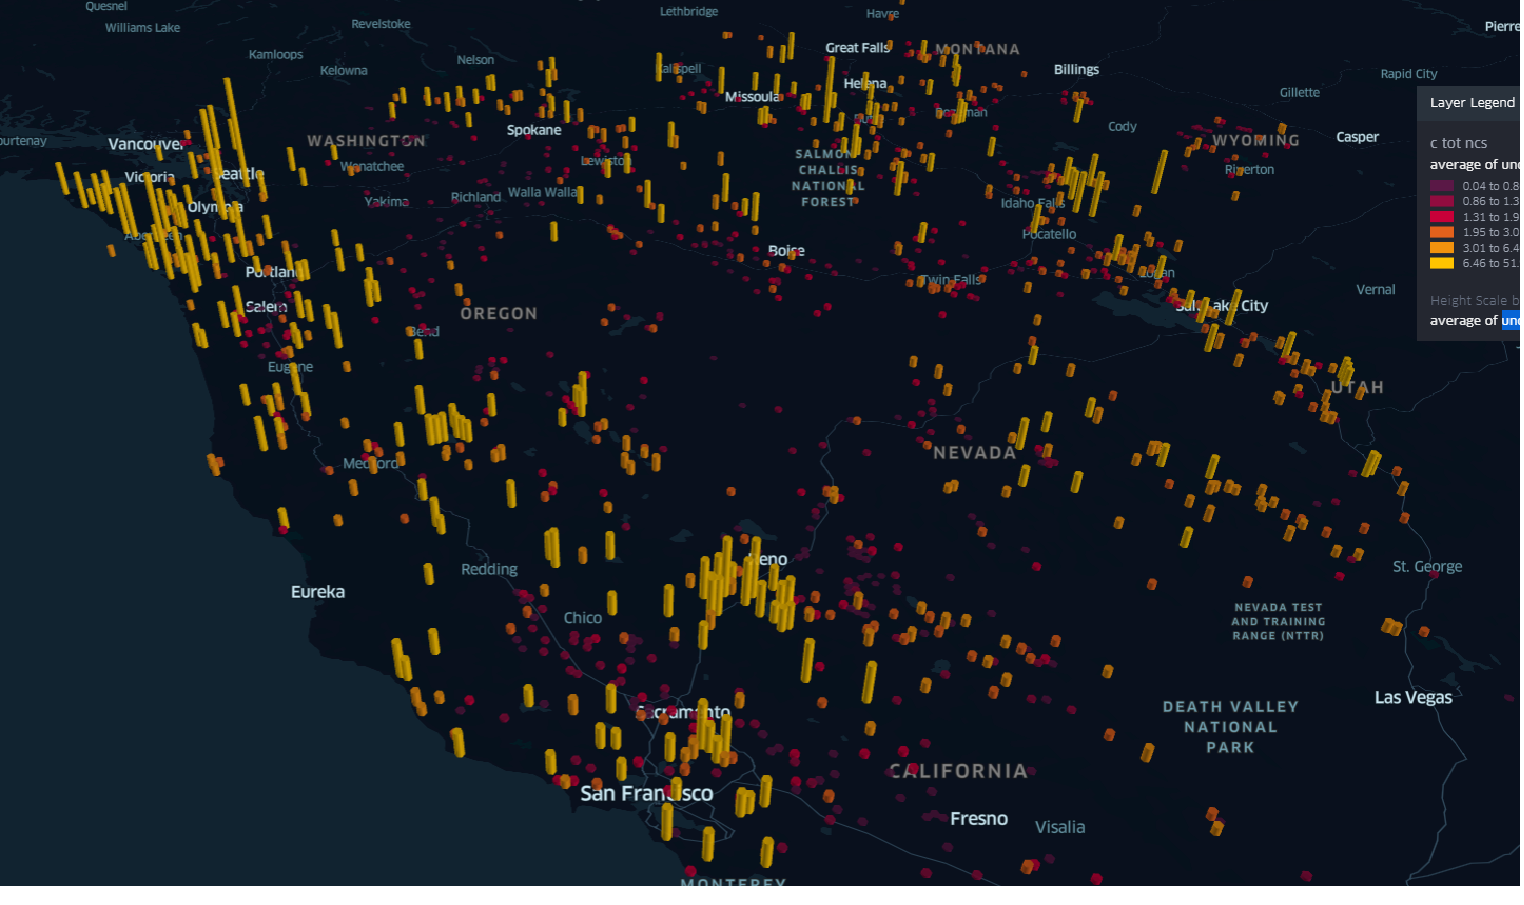 Quesnel
Williams Lake
Revelstoke
Lethbridge
Havre
Pierre
Kamloops
Kelowna
Nelson
Great Falls
MONTANA
Billings
Rapid City
Gillette
Helena
Missoula
Cody
Casper
WYOMING
Riverton
Vancouver
WASHINGTON
Spokane
Wenatchee
Lewiston
Victoria
Seattle
Olympia
Yakima
Richland
Walla Walla
SALMON
CHALLIS
NATIONAL
FOREST
Idaho Falls
Pocatello
Boise
Twin Falls
Logan
Portland
Salem
OREGON
Bend
Eugene
Salt Lake City
Vernal
UTAH
Medford
NEVADA
Redding
Eureka
Chico
Reno
St. George
NEVADA TEST
AND TRAINING
RANGE (NTTR)
Sacramento
DEATH VALLEY
NATIONAL
PARK
Las Vegas
San Francisco
CALIFORNIA
Fresno
Visalia
MONTEREY
Layer Legend
c tot ncs
average of und
0.04 to 0.8
0.86 to 1.3
1.31 to 1.9
1.95 to 3.0
3.01 to 6.4
6.46 to 51.
Height Scale b
average of und